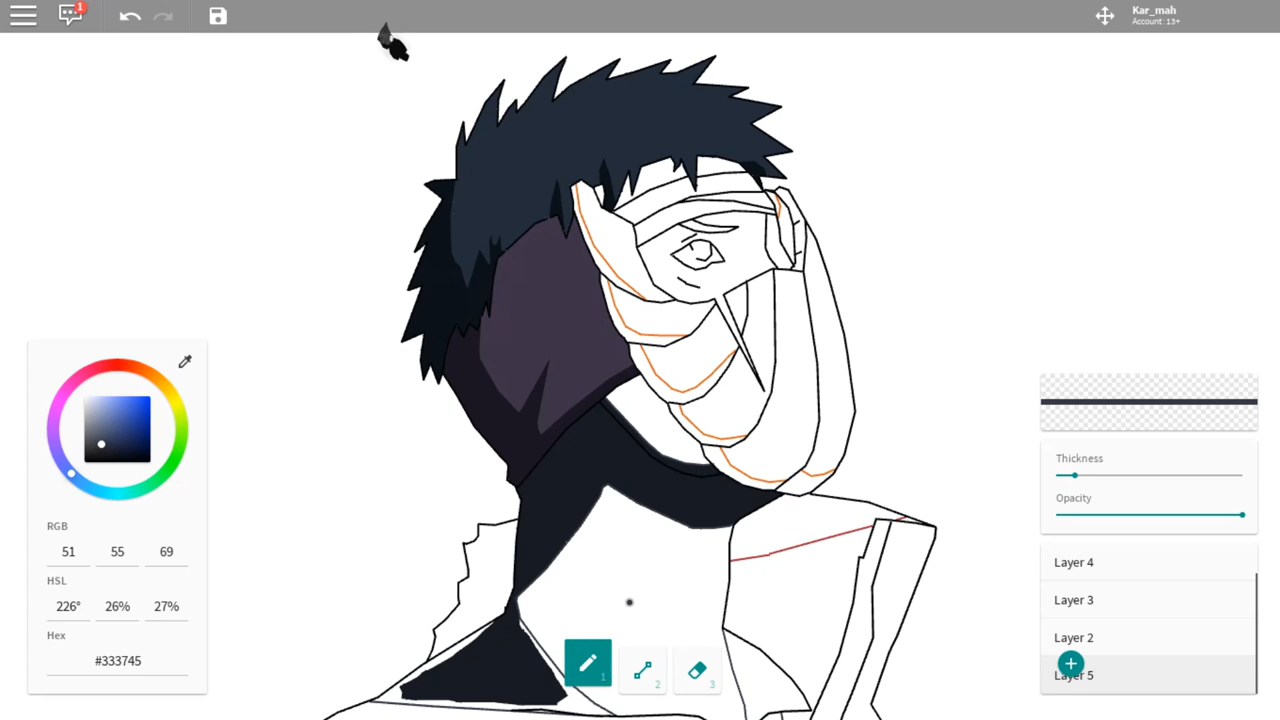 1
Kar_mah
Account: 13+
RGB
51 55 69
HSL
226° 26% 27%
Hex
#333745
1 2 3
Thickness
Opacity
Layer 4
Layer 3
Layer 2
+
Layer 5